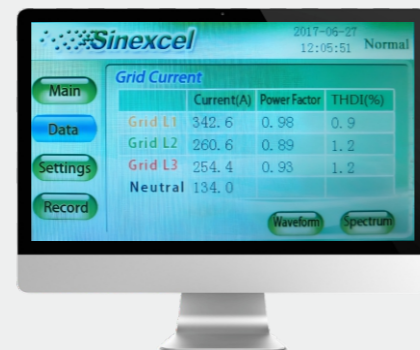 Sinexcel
2017-06-27
12:05:51 Normal
Main
Data
Settings
Record
Grid Current
Current(A) Power Factor THDI(%)
Grid L1 342.6 0.98 0.9
Grid L2 260.6 0.89 1.2
Grid L3 254.4 0.93 1.2
Neutral 134.0
Waveform Spectrum